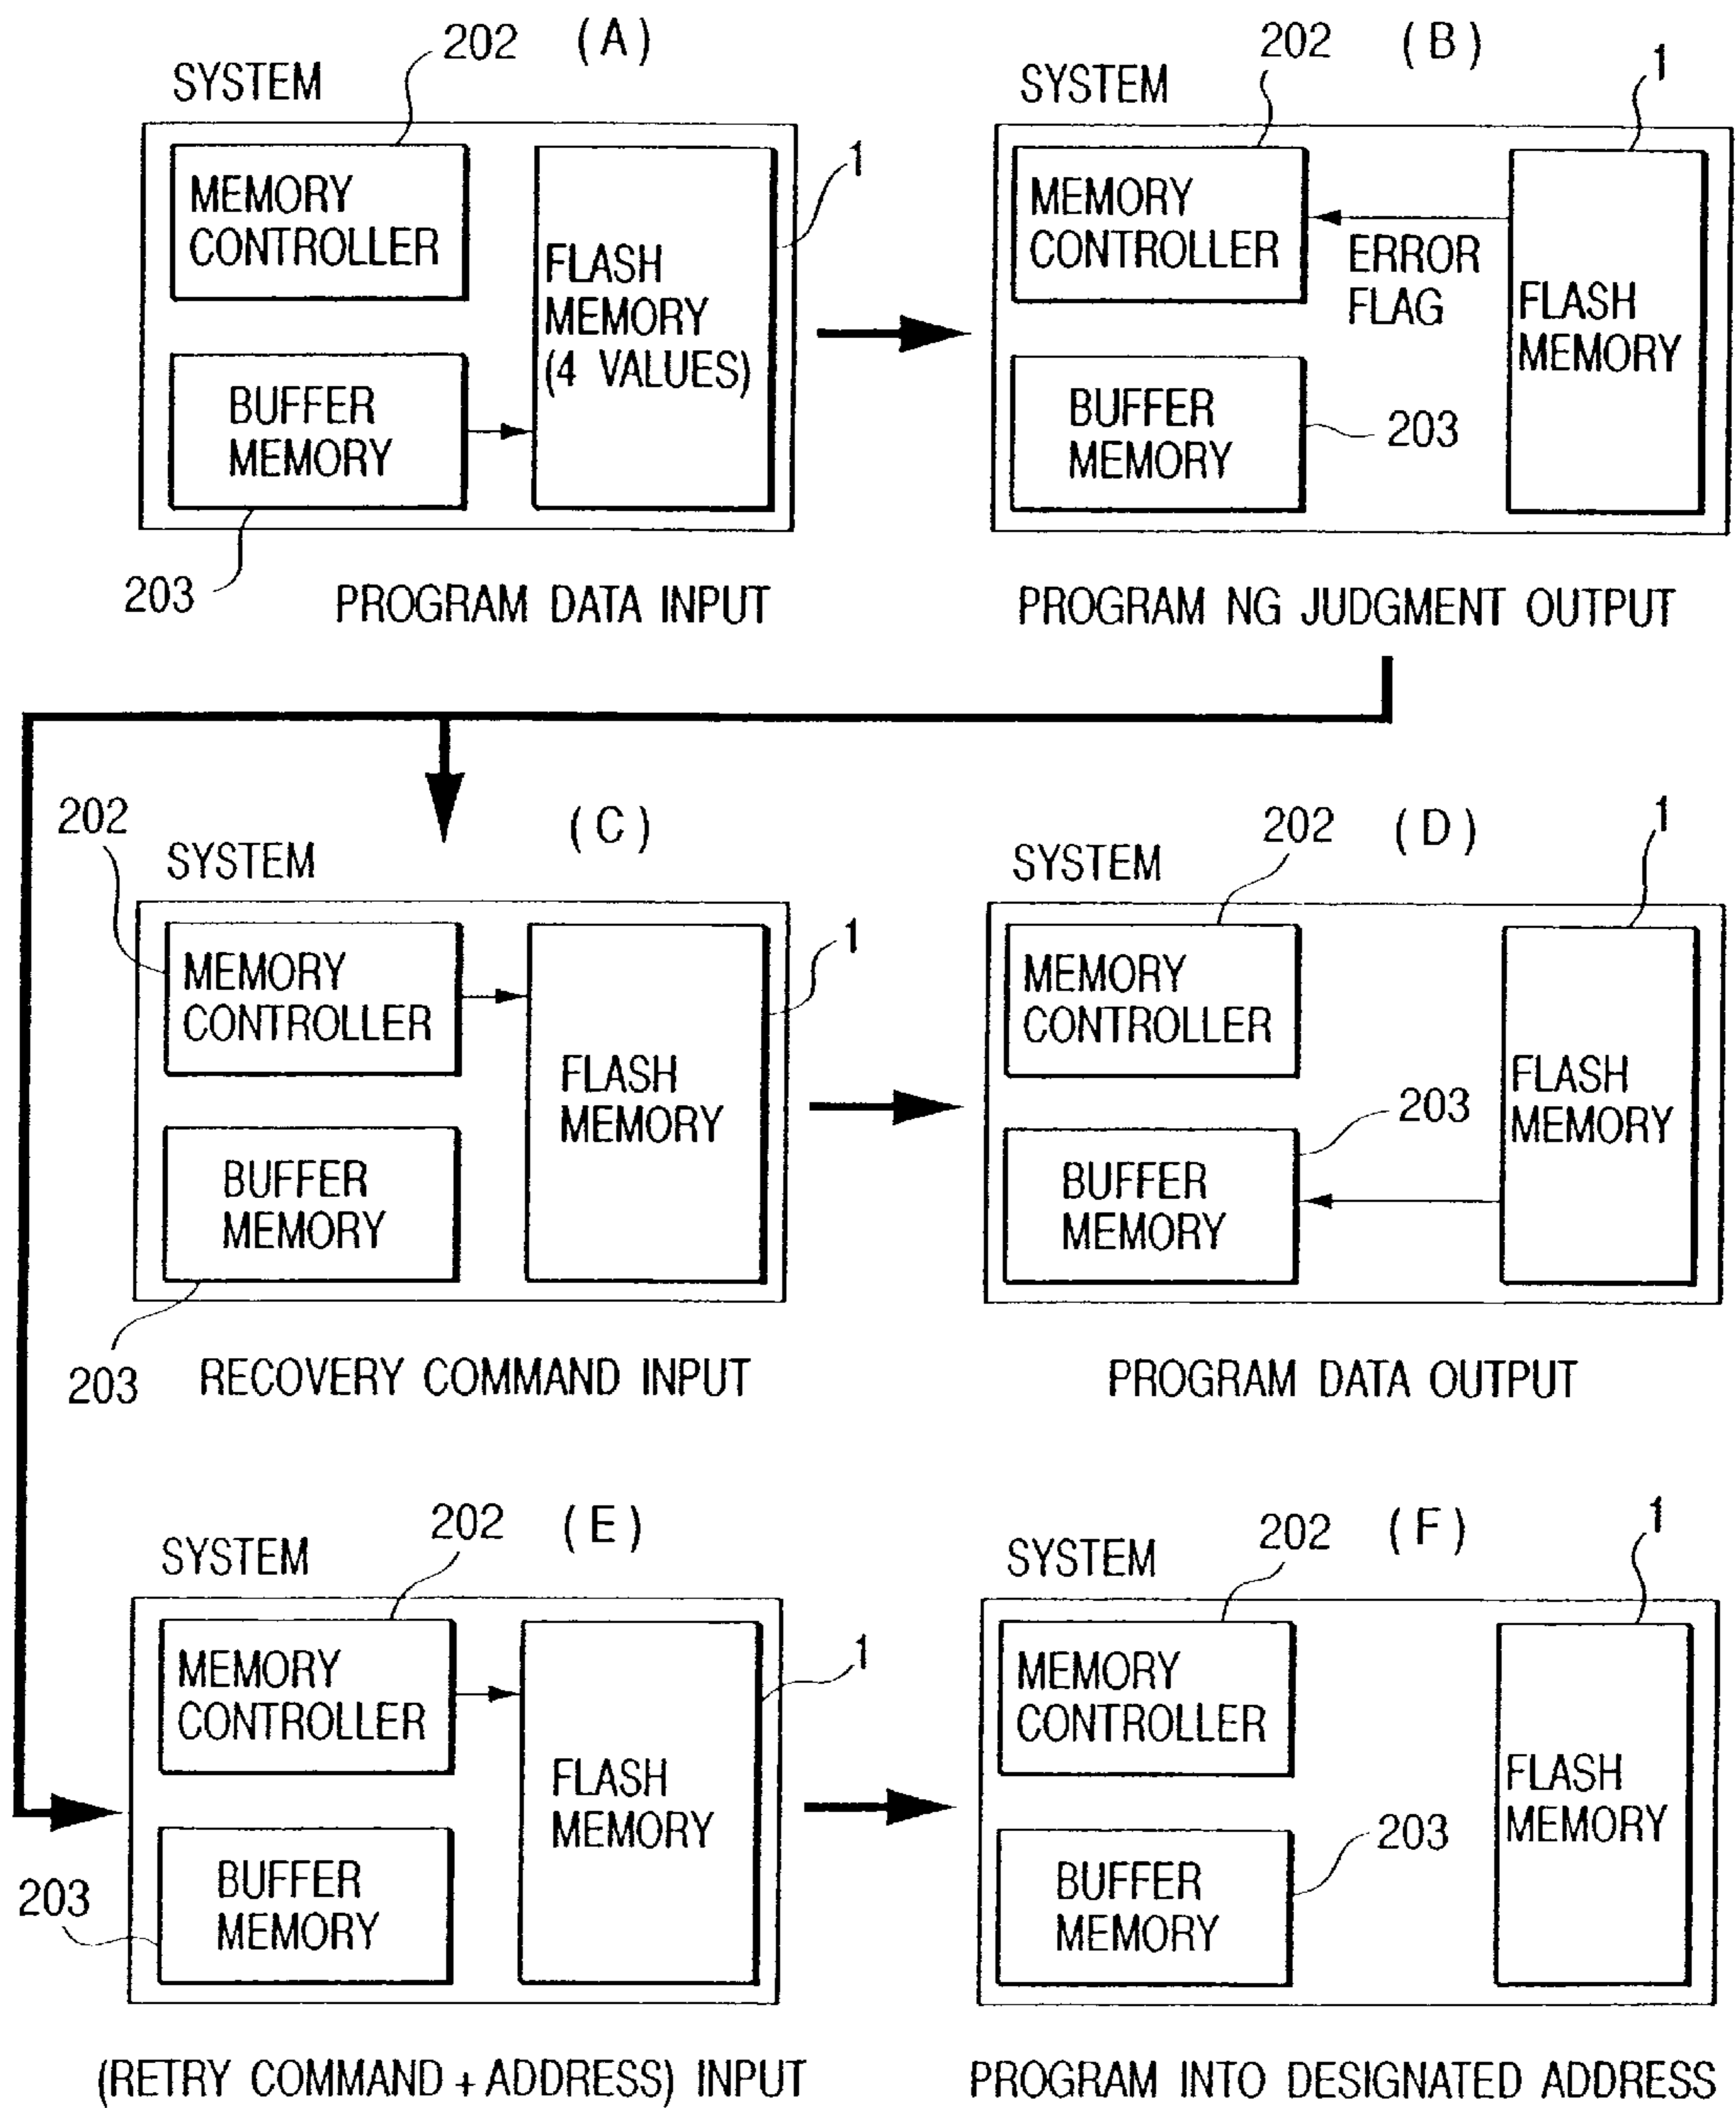 202 (A)
SYSTEM
MEMORY
CONTROLLER
FLASH
MEMORY
(4 VALUES)
1
BUFFER
MEMORY
203
PROGRAM DATA INPUT
202 (B)
SYSTEM
1
MEMORY
CONTROLLER
ERROR
FLAG
FLASH
MEMORY
BUFFER
MEMORY
203
PROGRAM NG JUDGMENT OUTPUT
202
(C)
SYSTEM
MEMORY
CONTROLLER
1
FLASH
MEMORY
BUFFER
MEMORY
203
RECOVERY COMMAND INPUT
202 (D)
1
SYSTEM
MEMORY
CONTROLLER
FLASH
MEMORY
203
BUFFER
MEMORY
PROGRAM DATA OUTPUT
202 (E)
SYSTEM
MEMORY
CONTROLLER
1
FLASH
MEMORY
BUFFER
MEMORY
203
(RETRY COMMAND + ADDRESS) INPUT
202 (F)
1
SYSTEM
MEMORY
CONTROLLER
FLASH
MEMORY
203
BUFFER
MEMORY
PROGRAM INTO DESIGNATED ADDRESS